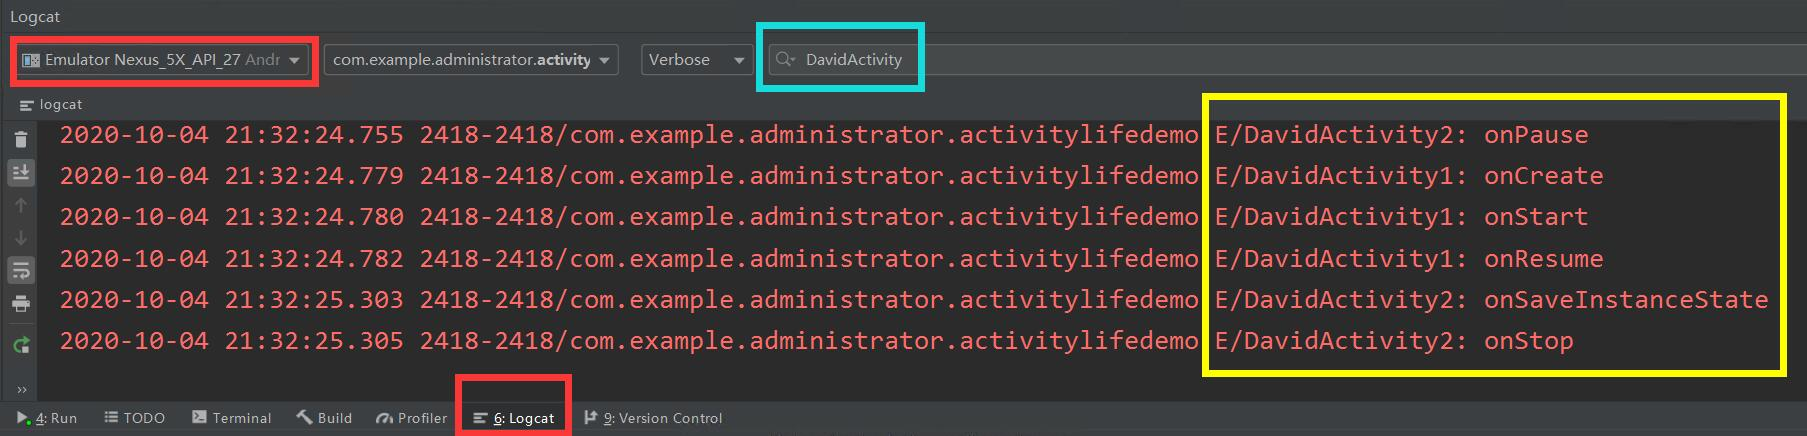 Logcat
Emulator Nexus_5X_API_27 Andr com.example.administrator.activity Verbose DavidActivity
logcat
2020-10-04 21:32:24.755 2418-2418/com.example.administrator.activitylifedemo E/DavidActivity2: onPause
2020-10-04 21:32:24.779 2418-2418/com.example.administrator.activitylifedemo E/DavidActivity1: onCreate
2020-10-04 21:32:24.780 2418-2418/com.example.administrator.activitylifedemo E/DavidActivity1: onStart
2020-10-04 21:32:24.782 2418-2418/com.example.administrator.activitylifedemo E/DavidActivity1: onResume
2020-10-04 21:32:25.303 2418-2418/com.example.administrator.activitylifedemo E/DavidActivity2: onSaveInstanceState
2020-10-04 21:32:25.305 2418-2418/com.example.administrator.activitylifedemo E/DavidActivity2: onStop
4: Run TODO Terminal Build Profiler 6: Logcat 9: Version Control